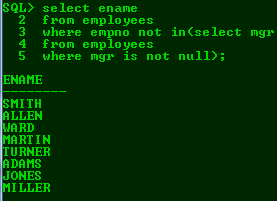 SQL> select ename
2 from employees
3 where empno not in(select mgr
4 from employees
5 where mgr is not null);
ENAME
--------
SMITH
ALLEN
WARD
MARTIN
TURNER
ADAMS
JONES
MILLER